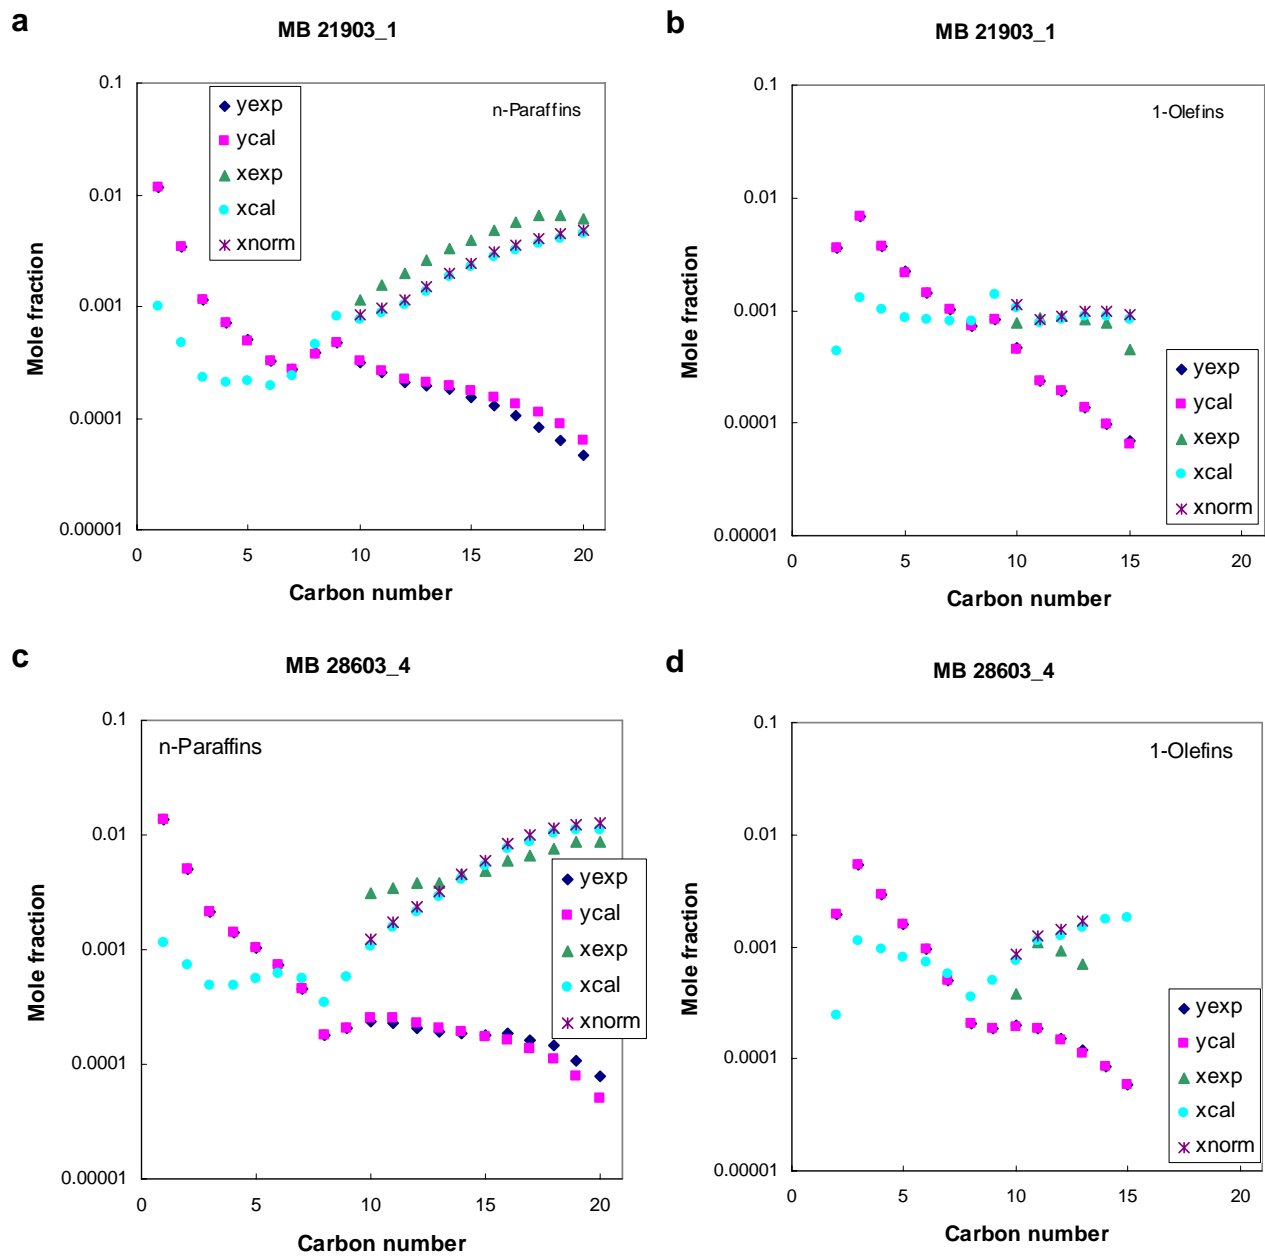 a
MB 21903_1
0.1
0.01
0.001
0.0001
0.00001
Mole fraction
n-Paraffins
yexp
ycal
xexp
xcal
xnorm
0 5 10 15 20
Carbon number
b
MB 21903_1
0.1
0.01
0.001
0.0001
0.00001
Mole fraction
1-Olefins
yexp
ycal
xexp
xcal
xnorm
0 5 10 15 20
Carbon number
c
MB 28603_4
0.1
0.01
0.001
0.0001
0.00001
Mole fraction
n-Paraffins
yexp
ycal
xexp
xcal
xnorm
0 5 10 15 20
Carbon number
d
MB 28603_4
0.1
0.01
0.001
0.0001
0.00001
Mole fraction
1-Olefins
yexp
ycal
xexp
xcal
xnorm
0 5 10 15 20
Carbon number